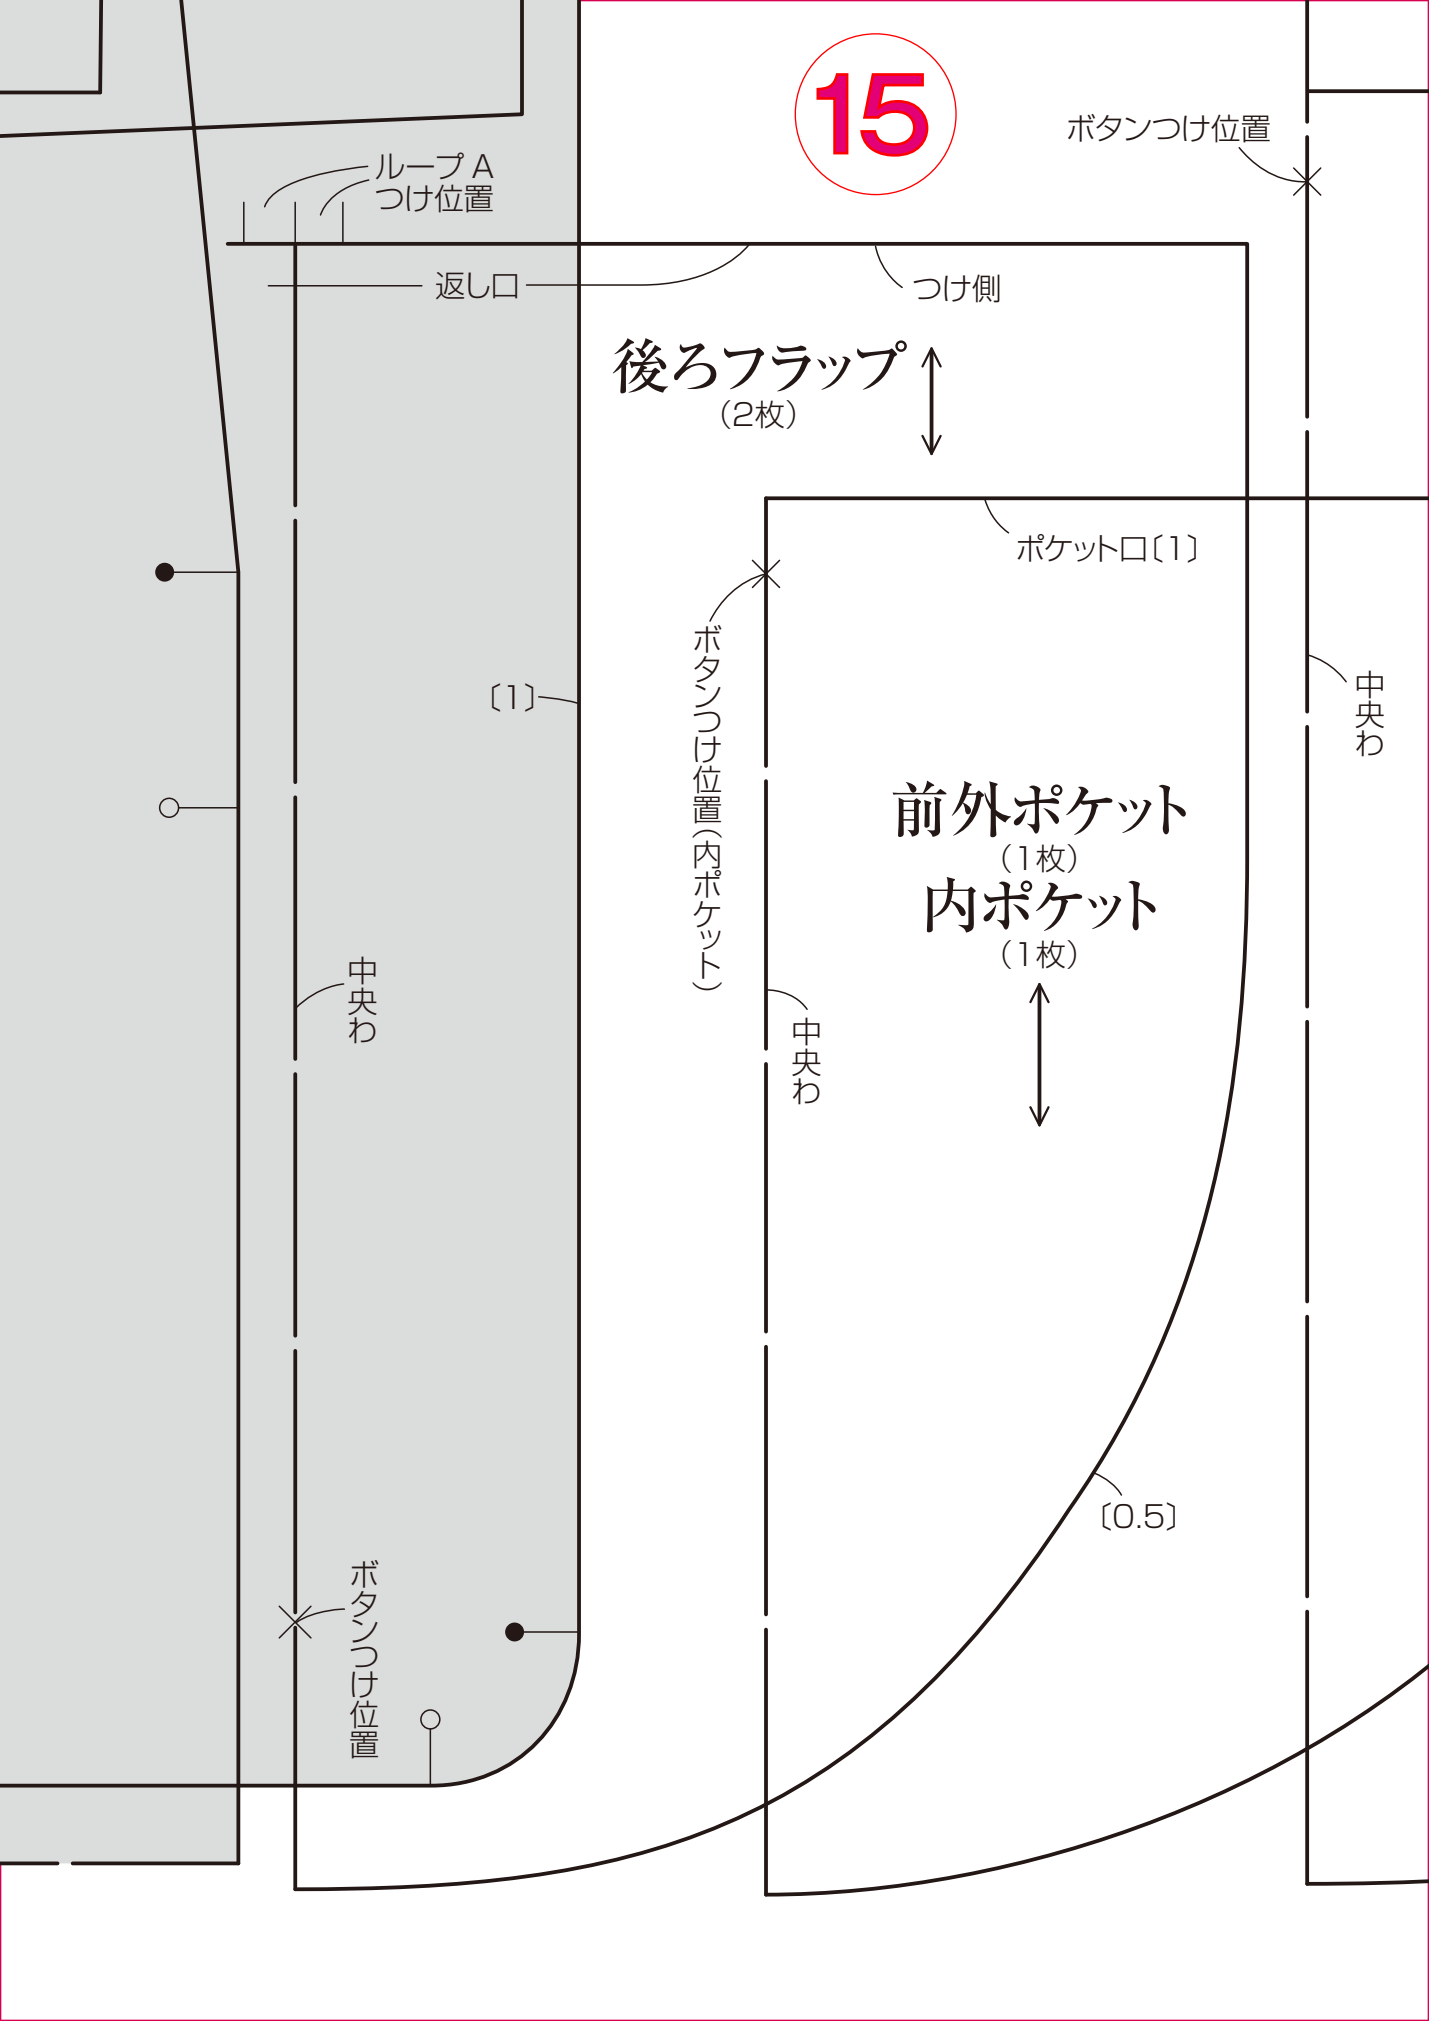 15
ボタンつけ位置
ループA
つけ位置
返し口
つけ側
後ろフラップ
(2枚)
ポケット口〔1〕
ボタンつけ位置(内ポケット)
中央わ
〔1〕
前外ポケット
(1枚)
内ポケット
(1枚)
中央わ
中央わ
〔0.5〕
ボタンつけ位置